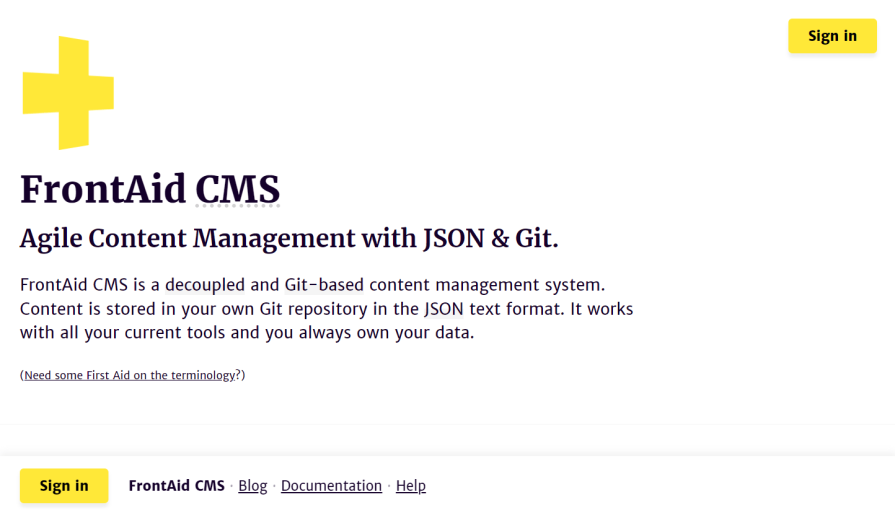 Sign in
FrontAid CMS
Agile Content Management with JSON & Git.
FrontAid CMS is a decoupled and Git-based content management system.
Content is stored in your own Git repository in the JSON text format. It works
with all your current tools and you always own your data.
(Need some First Aid on the terminology?)
Sign in FrontAid CMS · Blog · Documentation · Help